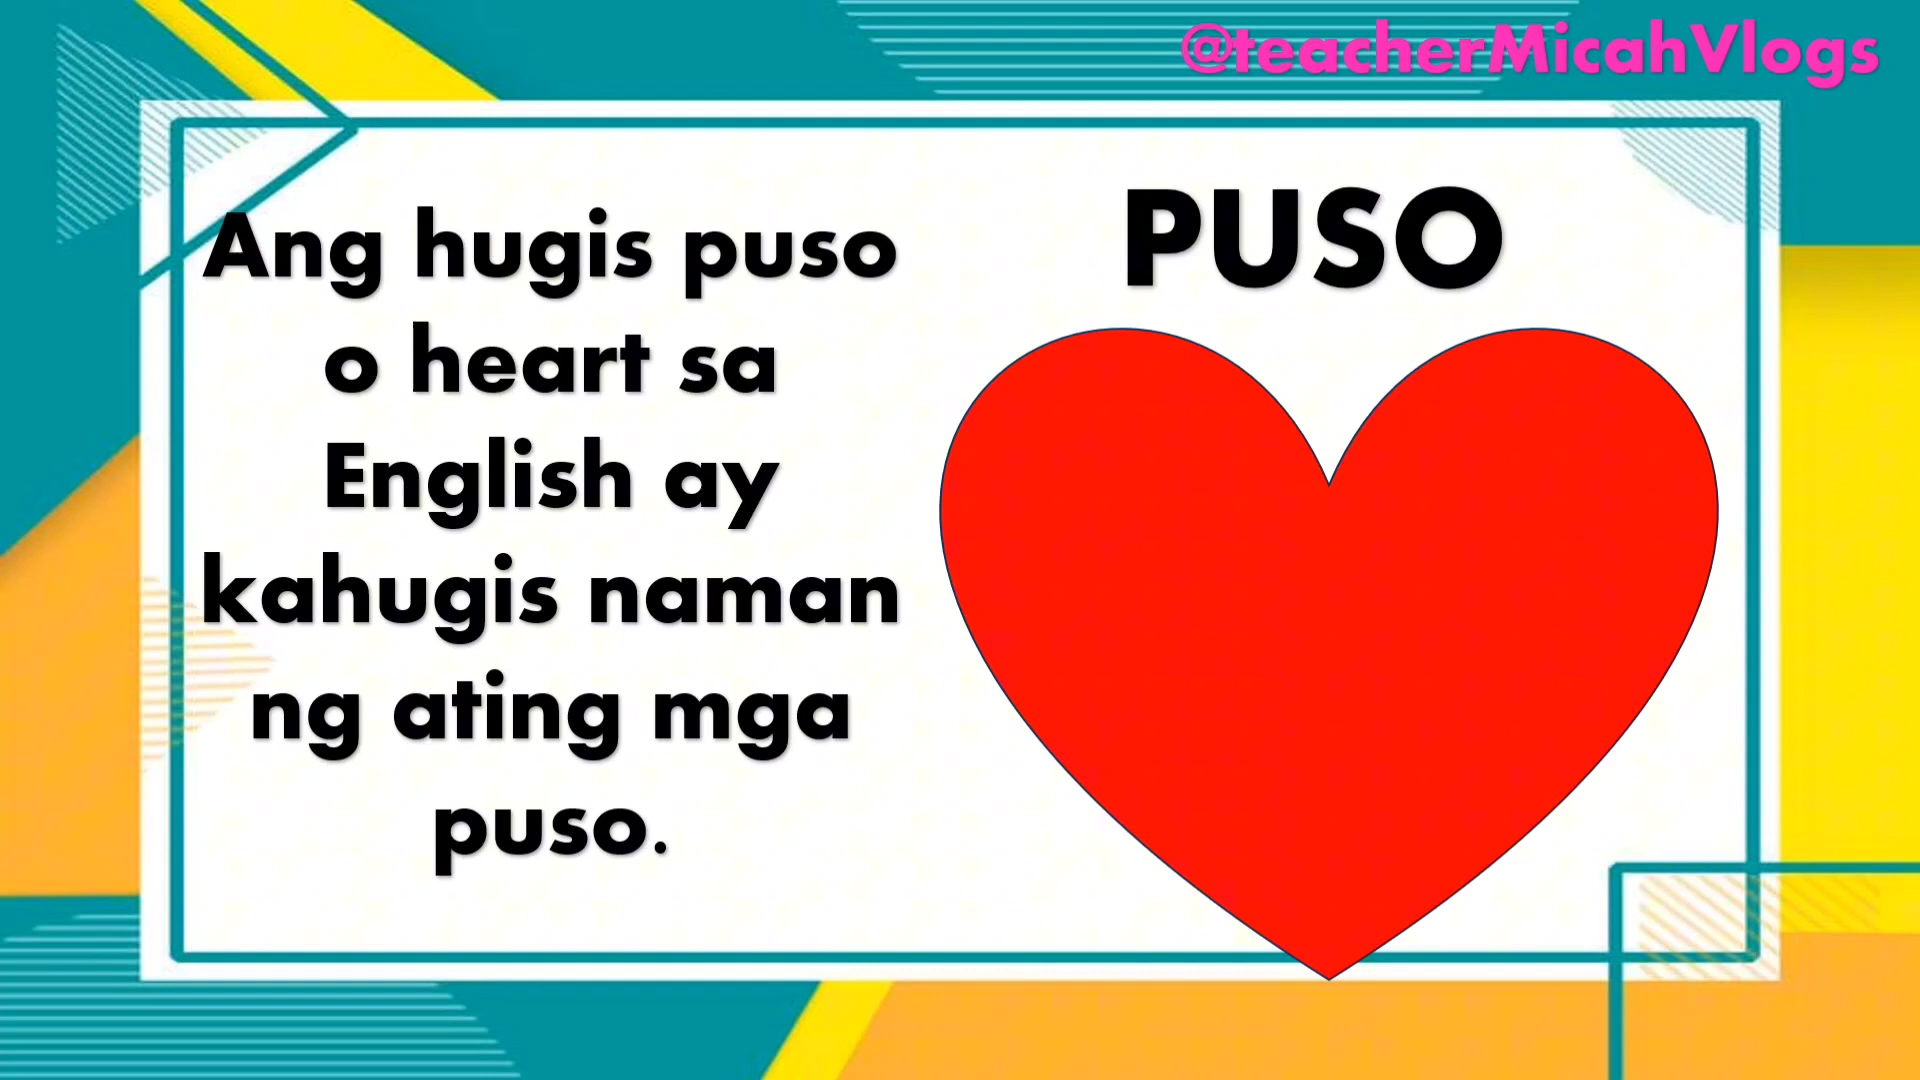 @teacherMicahVlogs
Ang hugis puso
o heart sa
English ay
kahugis naman
ng ating mga
puso.
PUSO